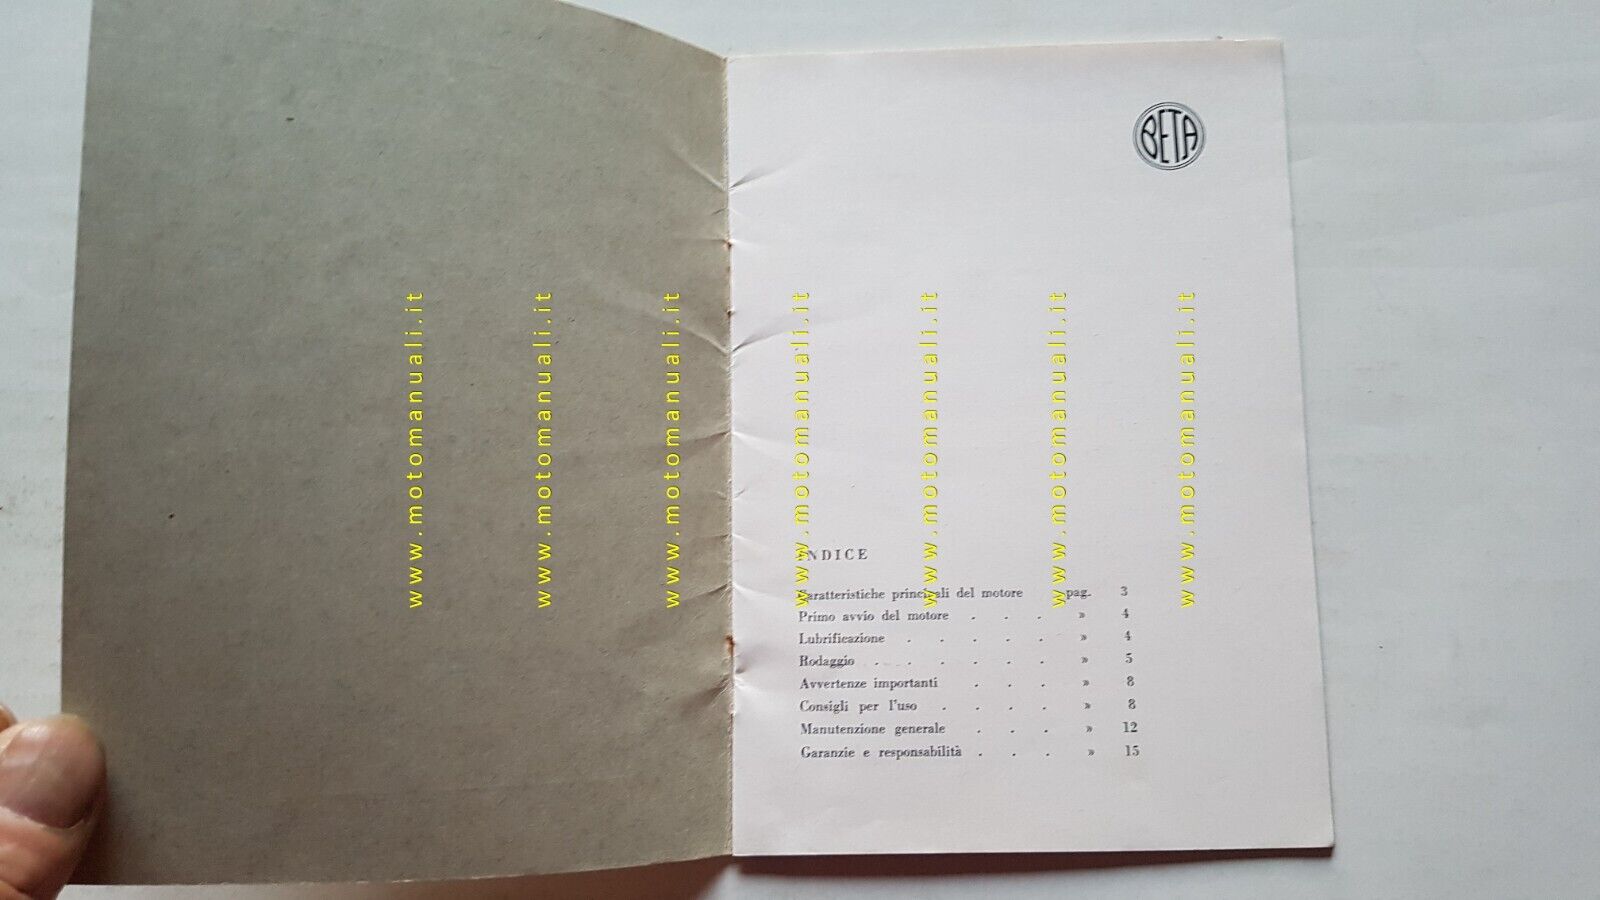 BETA
www.motomanuali.it
www.motomanuali.it
www.motomanuali.it
www.motomanuali.it
www.motomanuali.it
www.motomanuali.it
www.motomanuali.it
INDICE
Caratteristiche principali del motore pag. 3
Primo avvio del motore . . . » 4
Lubrificazione . . . . . » 4
Rodaggio . . . . . . » 5
Avvertenze importanti . . . » 8
Consigli per l'uso . . . . » 8
Manutenzione generale . . . » 12
Garanzie e responsabilità . . . » 15